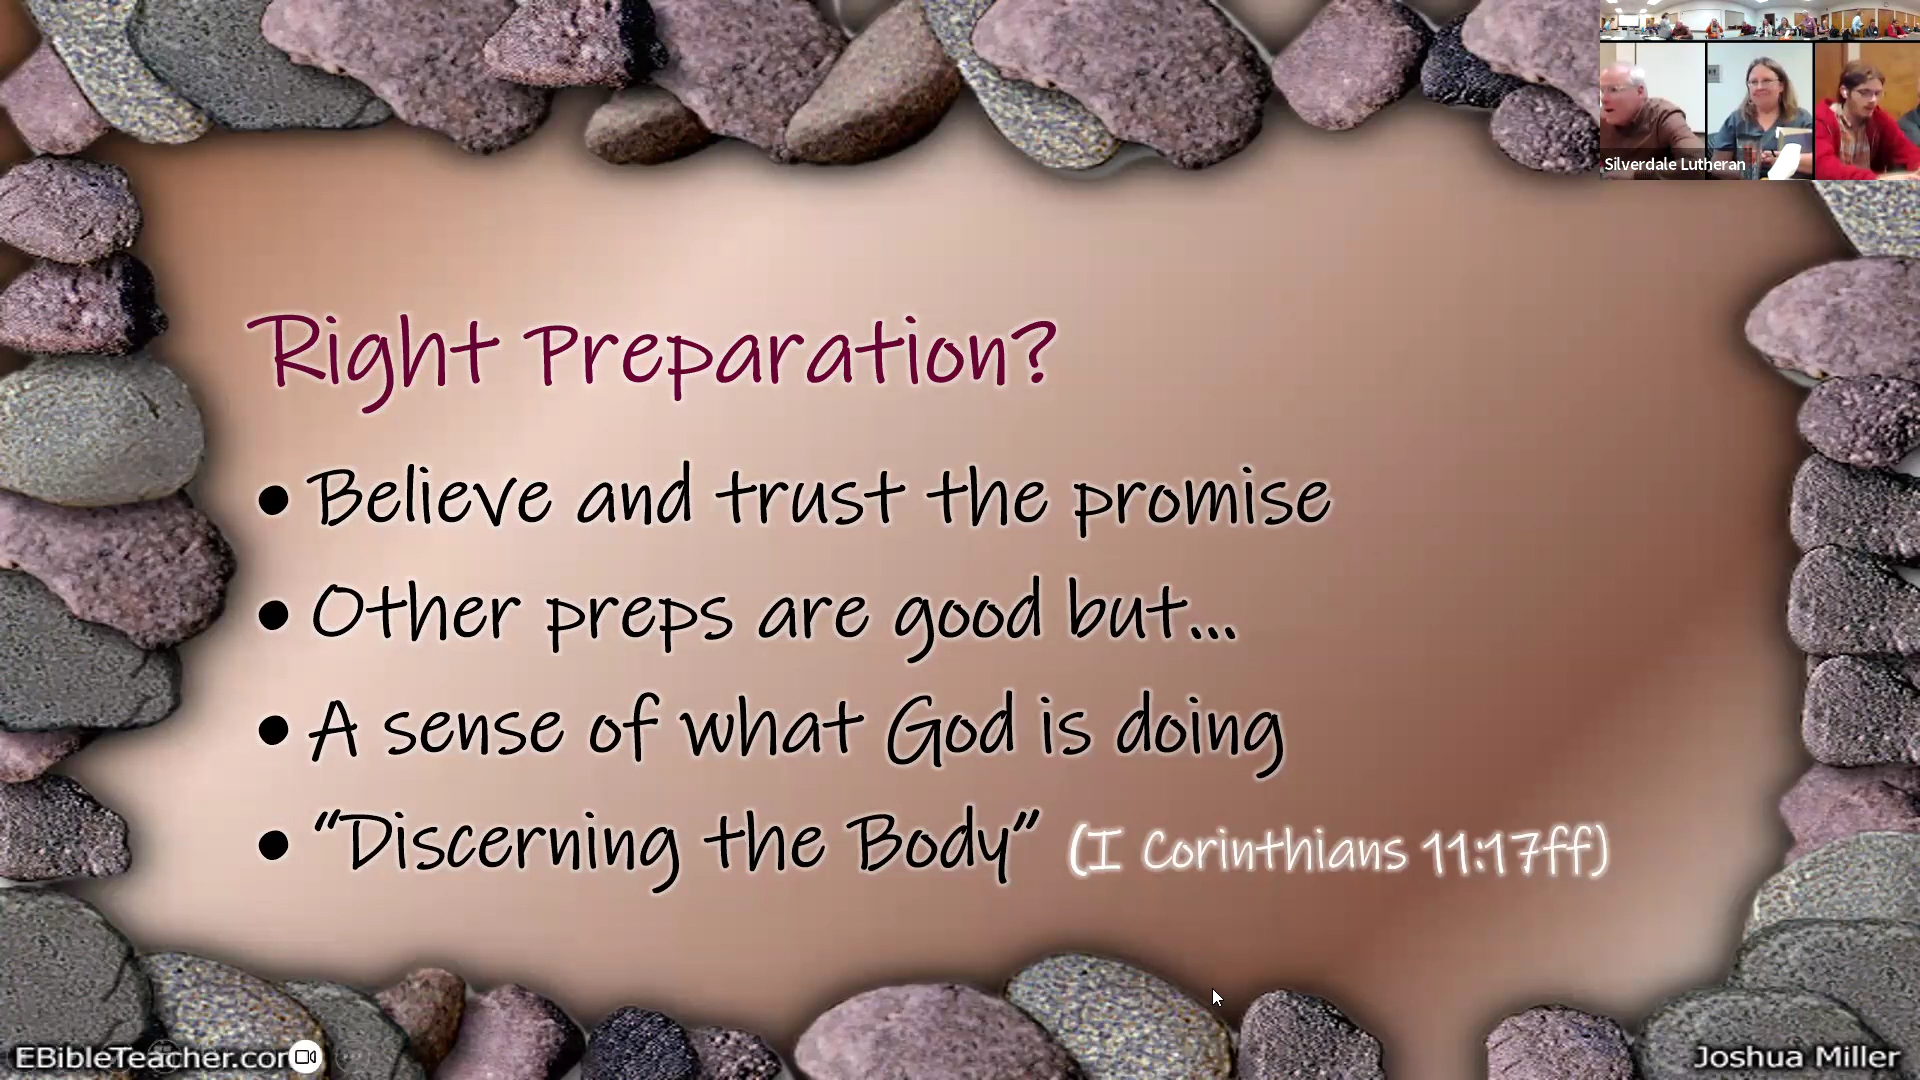 Silverdale Lutheran
Right Preparation?
• Believe and trust the promise
• Other preps are good but...
• A sense of what God is doing
• “Discerning the Body” (I Corinthians 11:17ff)
EBibleTeacher.com
Joshua Miller